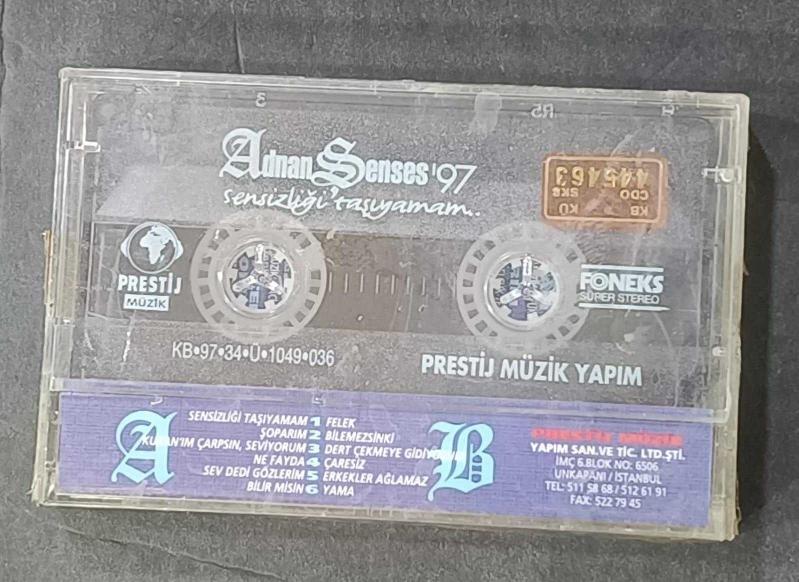 Adnan Şenses '97
sensizliği taşıyamam..
KB CDO 445463
KÜ SKB
PRESTİJ
MÜZİK
FONEKS
SUPER STEREO
KB•97•34•Ü•1049•036
PRESTİJ MÜZİK YAPIM
A
SENSİZLİĞİ TAŞIYAMAM 1 FELEK
ŞOPARIM 2 BİLEMEZSİNKİ
KURAN'IM ÇARPSIN, SEVİYORUM 3 DERT ÇEKMEYE GİDİYORUM
NE FAYDA 4 ÇARESİZ
SEV DEDİ GÖZLERİM 5 ERKEKLER AĞLAMAZ
BİLİR MİSİN 6 YAMA
B
PRESTİJ MÜZİK
YAPIM SAN.VE TİC. LTD.ŞTİ.
İMÇ 6.BLOK NO: 6506
UNKAPANI / İSTANBUL
TEL: 511 58 68 / 512 61 91
FAX: 522 79 45